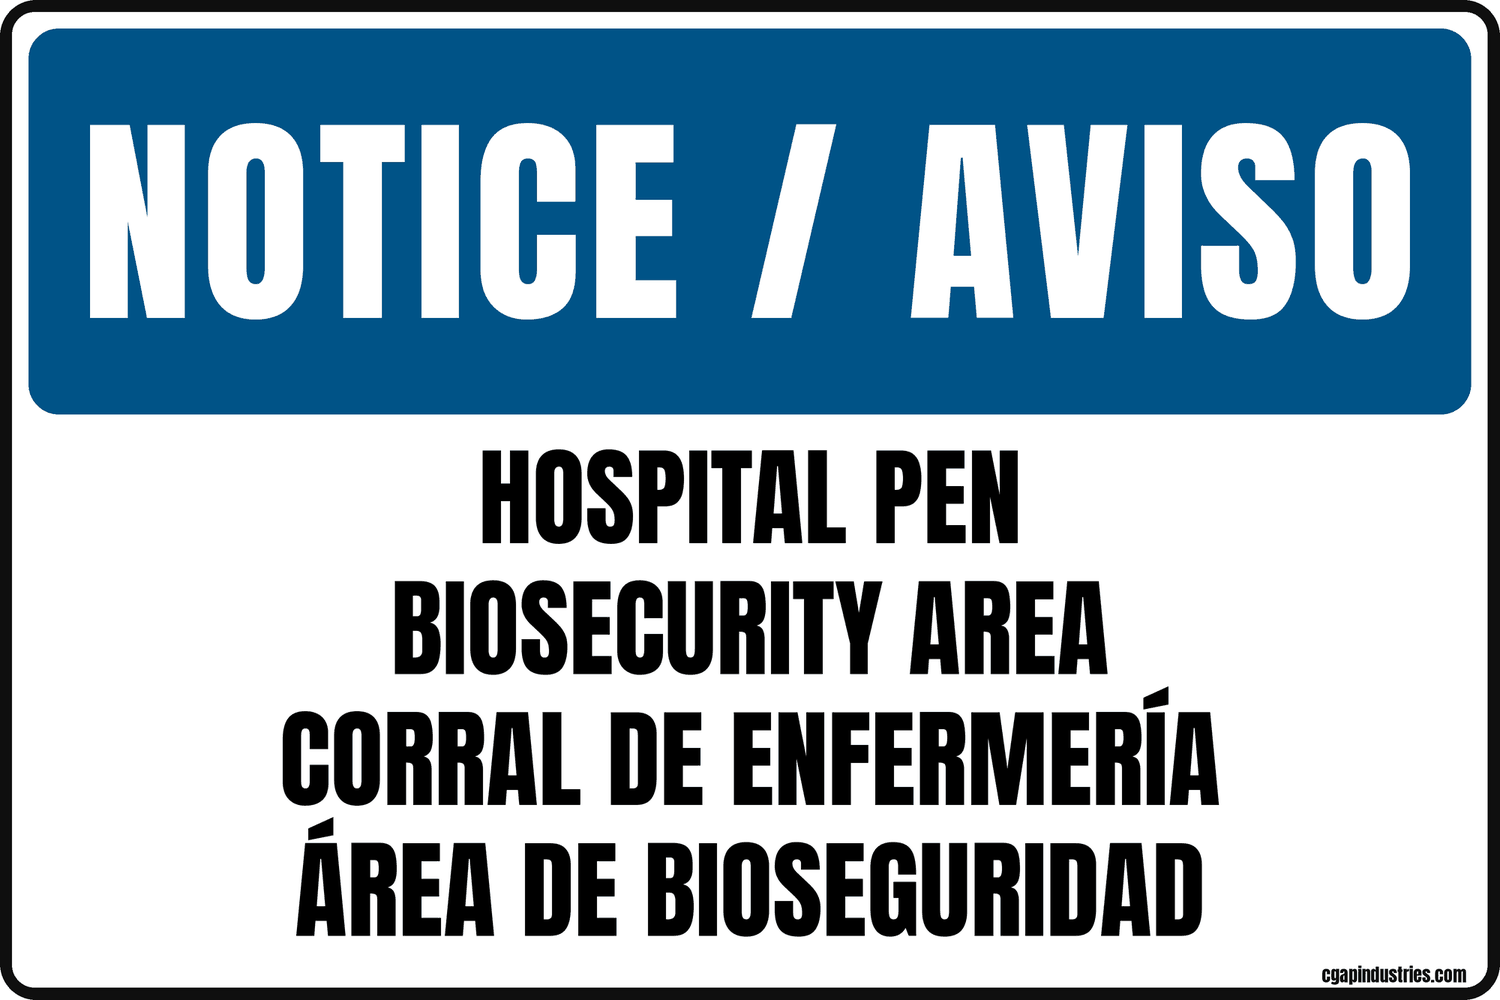 NOTICE / AVISO
HOSPITAL PEN
BIOSECURITY AREA
CORRAL DE ENFERMERÍA
ÁREA DE BIOSEGURIDAD
cgapindustries.com